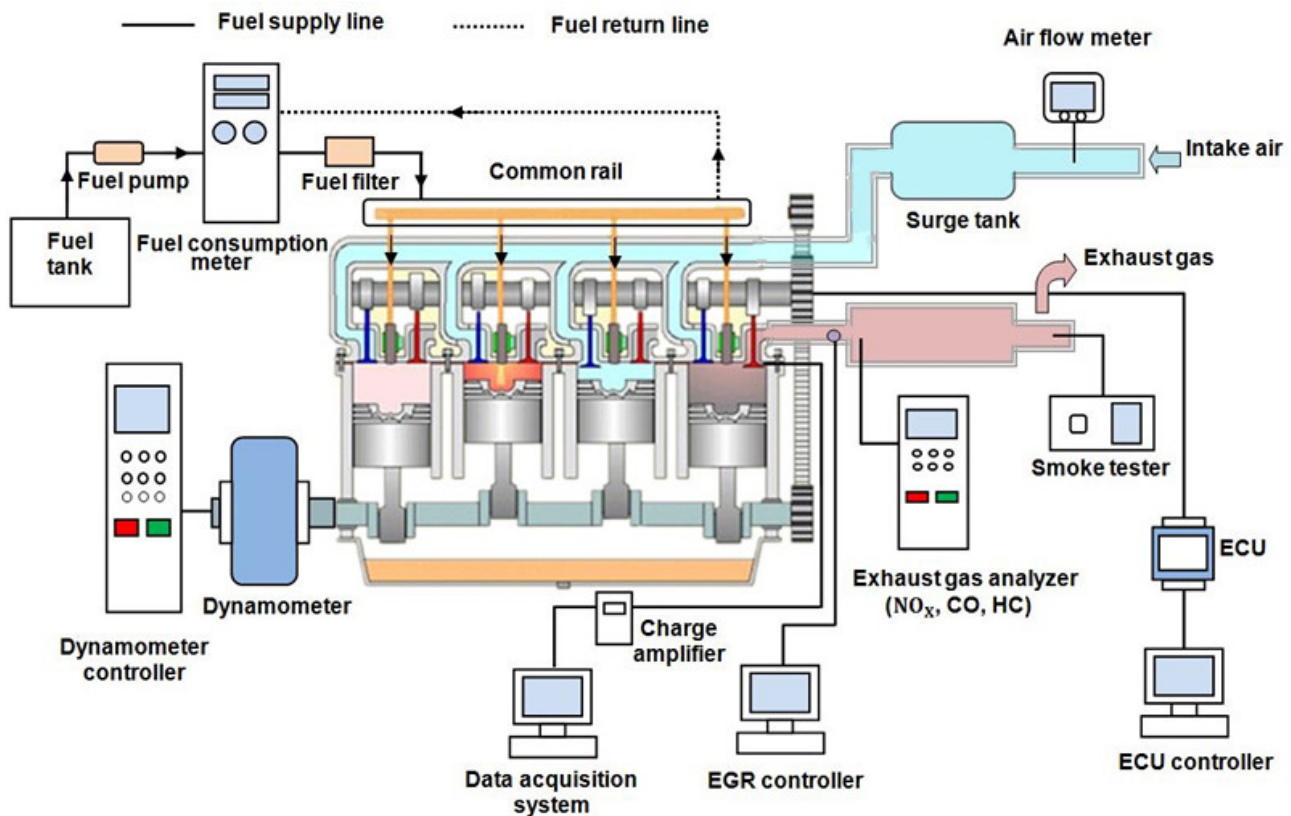 Fuel supply line
Fuel return line
Air flow meter
Intake air
Fuel pump
Fuel filter
Common rail
Surge tank
Fuel
tank
Fuel consumption
meter
Exhaust gas
Smoke tester
ECU
Dynamometer
Exhaust gas analyzer
(NOX, CO, HC)
Charge
amplifier
Dynamometer
controller
Data acquisition
system
EGR controller
ECU controller